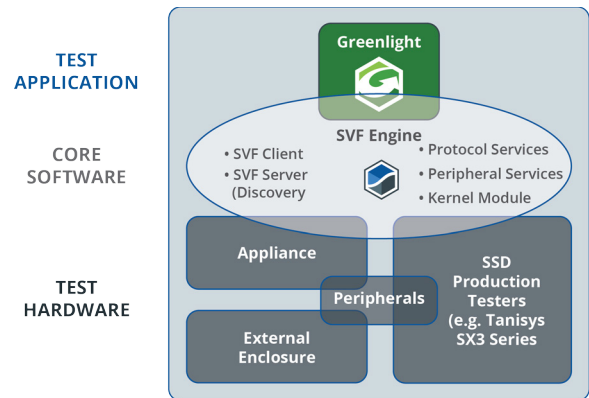 TEST
APPLICATION
Greenlight
CORE
SOFTWARE
SVF Engine
• SVF Client
• SVF Server
(Discovery
• Protocol Services
• Peripheral Services
• Kernel Module
TEST
HARDWARE
Appliance
Peripherals
External
Enclosure
SSD
Production
Testers
(e.g. Tanisys
SX3 Series